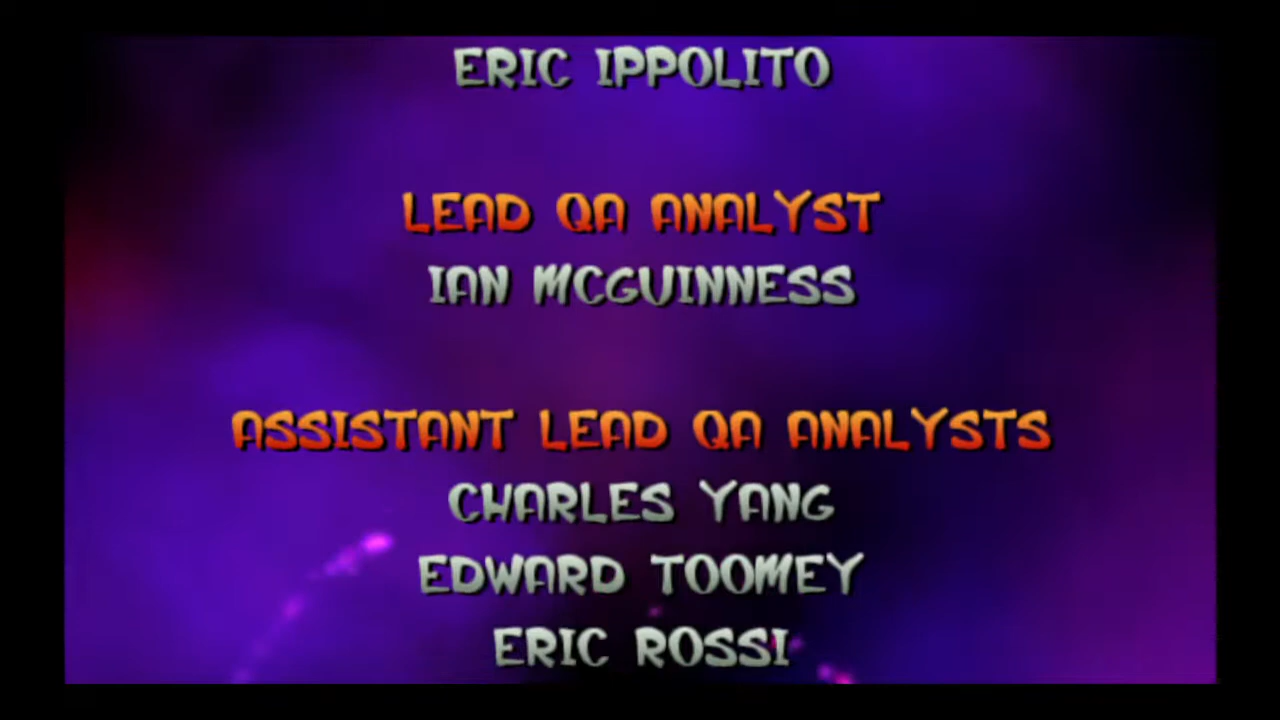 ERIC IPPOLITO
LEAD QA ANALYST
IAN MCGUINNESS
ASSISTANT LEAD QA ANALYSTS
CHARLES YANG
EDWARD TOOMEY
ERIC ROSSI